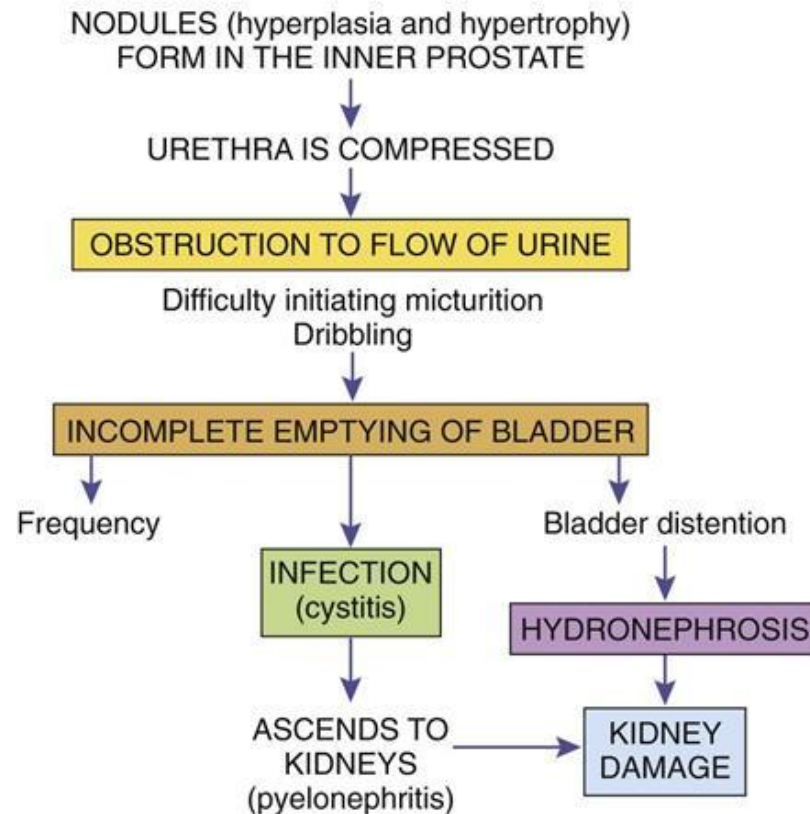 NODULES (hyperplasia and hypertrophy)
FORM IN THE INNER PROSTATE
URETHRA IS COMPRESSED
OBSTRUCTION TO FLOW OF URINE
Difficulty initiating micturition
Dribbling
INCOMPLETE EMPTYING OF BLADDER
Frequency
Bladder distention
INFECTION
(cystitis)
HYDRONEPHROSIS
ASCENDS TO
KIDNEYS
(pyelonephritis)
KIDNEY
DAMAGE